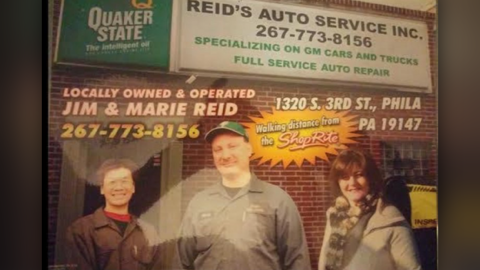 QUAKER
STATE
The intelligent oil
REID'S AUTO SERVICE INC.
267-773-8156
SPECIALIZING ON GM CARS AND TRUCKS
FULL SERVICE AUTO REPAIR
LOCALLY OWNED & OPERATED
JIM & MARIE REID
267-773-8156
1320 S. 3RD ST., PHILA
PA 19147
Walking distance from
the ShopRite